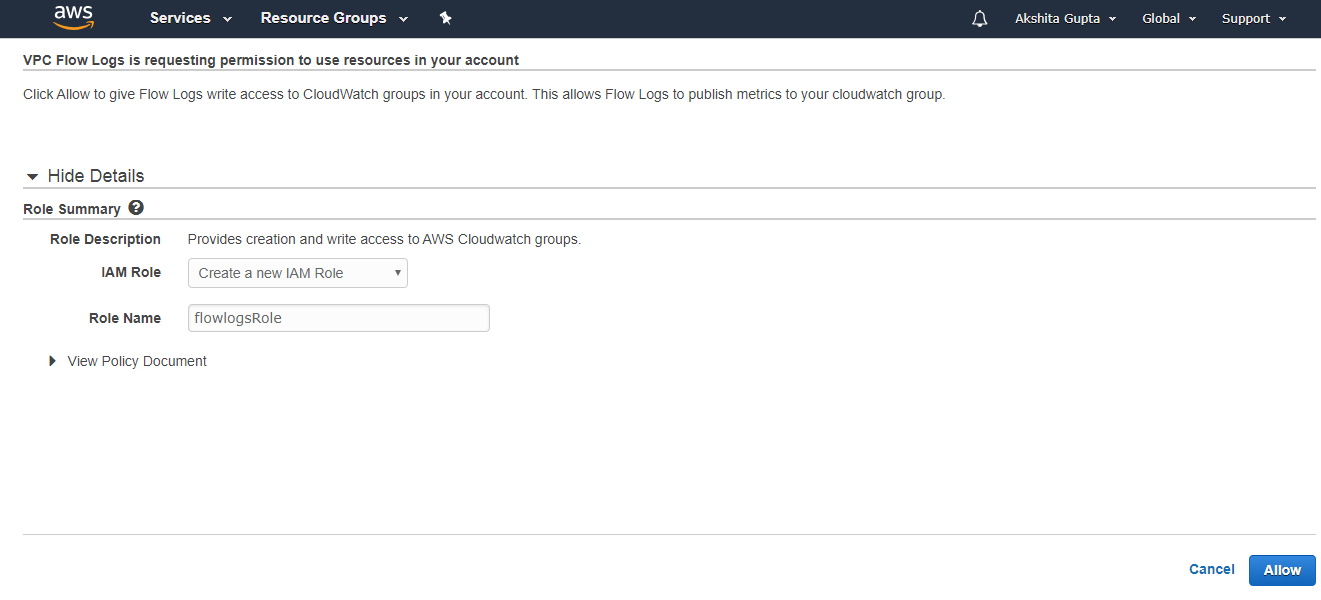 aws Services Resource Groups Akshita Gupta Global Support
VPC Flow Logs is requesting permission to use resources in your account
Click Allow to give Flow Logs write access to CloudWatch groups in your account. This allows Flow Logs to publish metrics to your cloudwatch group.
Hide Details
Role Summary ?
Role Description Provides creation and write access to AWS Cloudwatch groups.
IAM Role Create a new IAM Role
Role Name flowlogsRole
View Policy Document
Cancel Allow